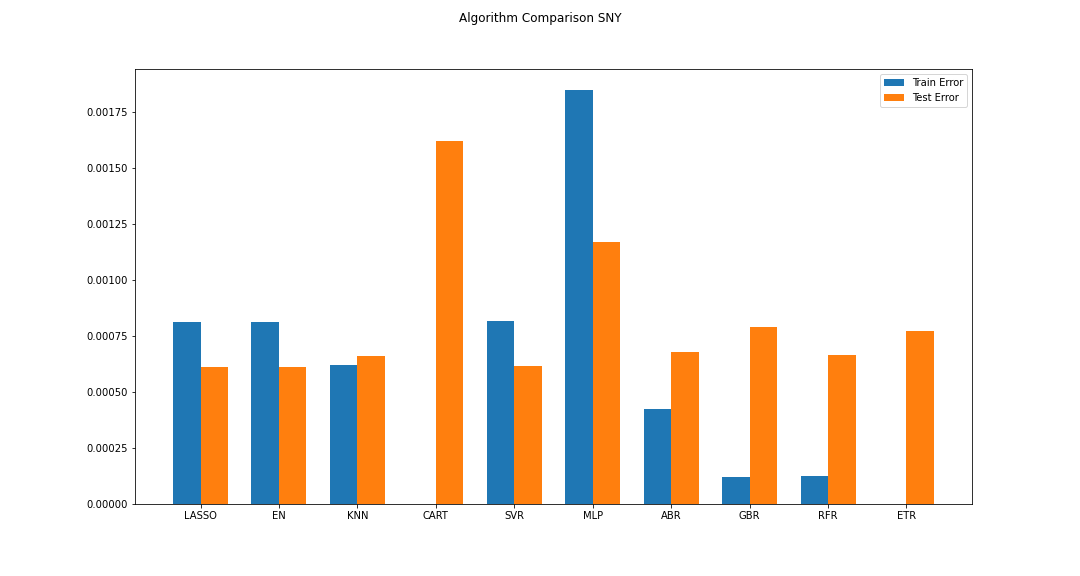 Algorithm Comparison SNY
Train Error
Test Error
0.00175
0.00150
0.00125
0.00100
0.00075
0.00050
0.00025
0.00000
LASSO EN KNN CART SVR MLP ABR GBR RFR ETR